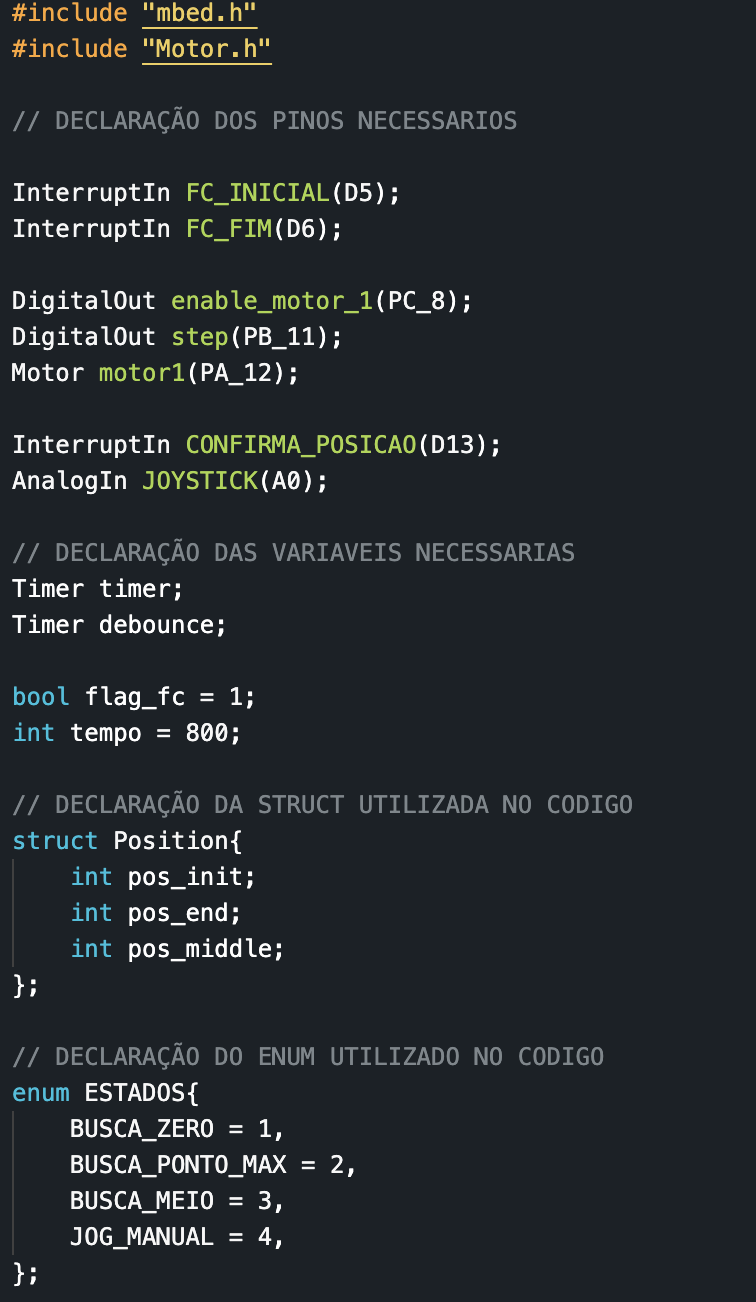 #include "mbed.h"
#include "Motor.h"
// DECLARAÇÃO DOS PINOS NECESSARIOS
InterruptIn FC_INICIAL(D5);
InterruptIn FC_FIM(D6);
DigitalOut enable_motor_1(PC_8);
DigitalOut step(PB_11);
Motor motor1(PA_12);
InterruptIn CONFIRMA_POSICAO(D13);
AnalogIn JOYSTICK(A0);
// DECLARAÇÃO DAS VARIAVEIS NECESSARIAS
Timer timer;
Timer debounce;
bool flag_fc = 1;
int tempo = 800;
// DECLARAÇÃO DA STRUCT UTILIZADA NO CODIGO
struct Position{
    int pos_init;
    int pos_end;
    int pos_middle;
};
// DECLARAÇÃO DO ENUM UTILIZADO NO CODIGO
enum ESTADOS{
    BUSCA_ZERO = 1,
    BUSCA_PONTO_MAX = 2,
    BUSCA_MEIO = 3,
    JOG_MANUAL = 4,
};